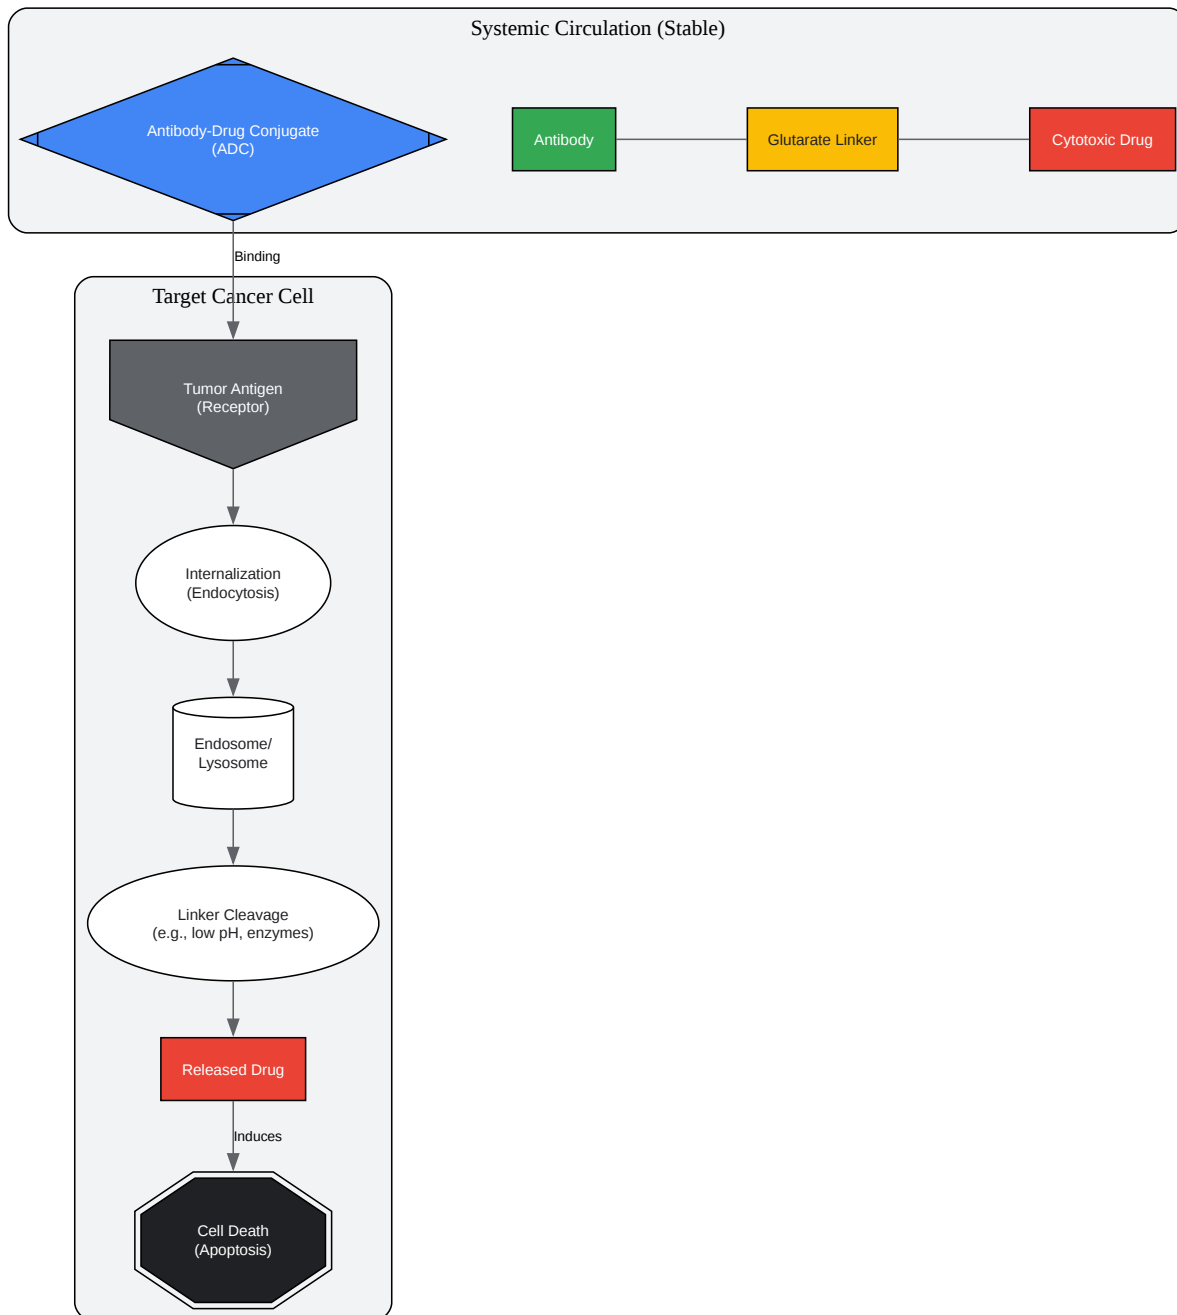 Systemic Circulation (Stable)
Antibody-Drug Conjugate
(ADC)
Antibody
Glutarate Linker
Cytotoxic Drug
Binding
Target Cancer Cell
Tumor Antigen
(Receptor)
Internalization
(Endocytosis)
Endosome/
Lysosome
Linker Cleavage
(e.g., low pH, enzymes)
Released Drug
Induces
Cell Death
(Apoptosis)